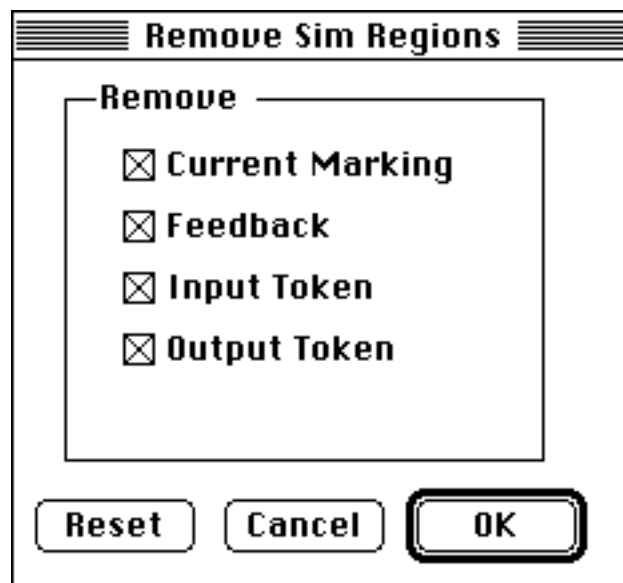 Remove Sim Regions
Remove
Current Marking
Feedback
Input Token
Output Token
Reset Cancel OK